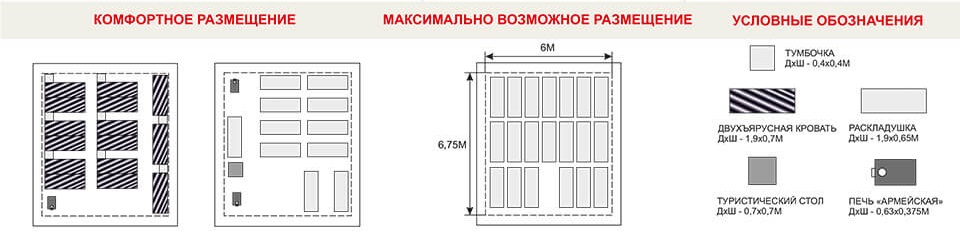 КОМФОРТНОЕ РАЗМЕЩЕНИЕ
МАКСИМАЛЬНО ВОЗМОЖНОЕ РАЗМЕЩЕНИЕ
УСЛОВНЫЕ ОБОЗНАЧЕНИЯ
6М
6,75М
ТУМБОЧКА
ДхШ - 0,4х0,4М
ДВУХЪЯРУСНАЯ КРОВАТЬ
ДхШ - 1,9х0,7М
РАСКЛАДУШКА
ДхШ - 1,9х0,65М
ТУРИСТИЧЕСКИЙ СТОЛ
ДхШ - 0,7х0,7М
ПЕЧЬ «АРМЕЙСКАЯ»
ДхШ - 0,63х0,375М